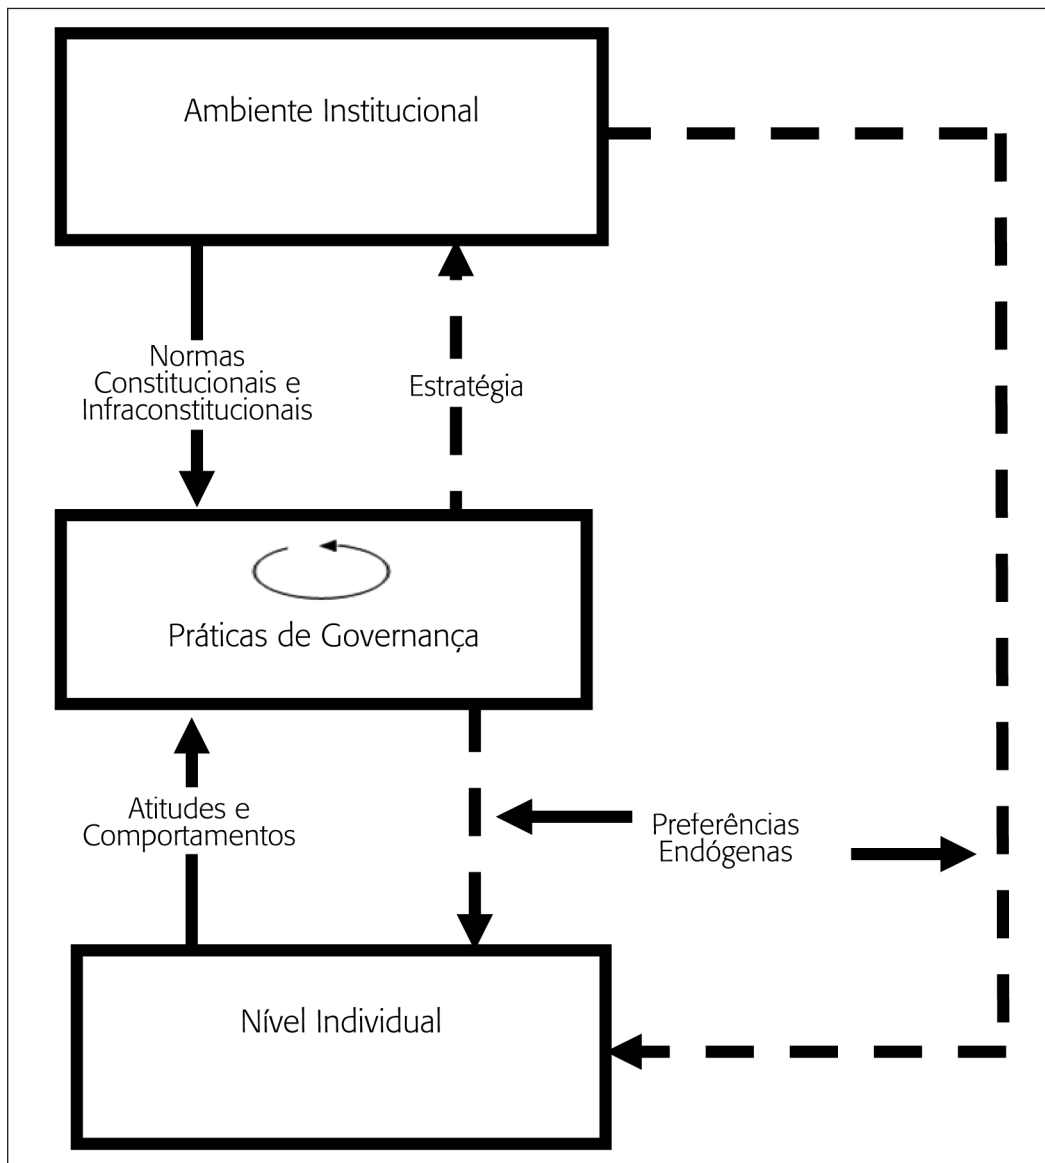 Ambiente Institucional
Normas
Constitucionais e
Infraconstitucionais
Estratégia
Práticas de Governança
Atitudes e
Comportamentos
Preferências
Endógenas
Nível Individual